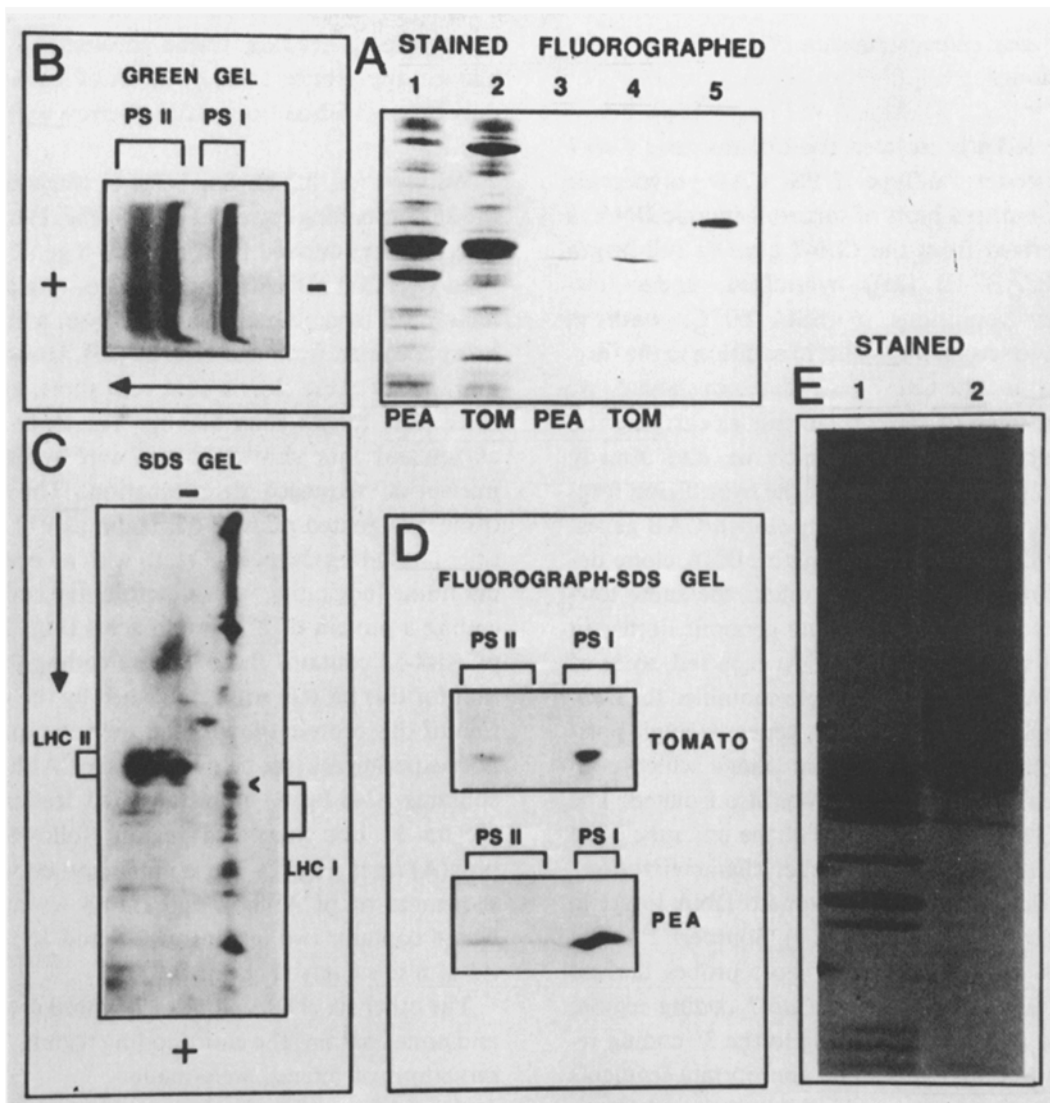 B
GREEN GEL
PS II PS I
+ -
A
STAINED FLUOROGRAPHED
1 2 3 4 5
PEA TOM PEA TOM
C
SDS GEL
-
LHC II
<
LHC I
+
D
FLUOROGRAPH-SDS GEL
PS II PS I
TOMATO
PS II PS I
PEA
STAINED
E 1 2